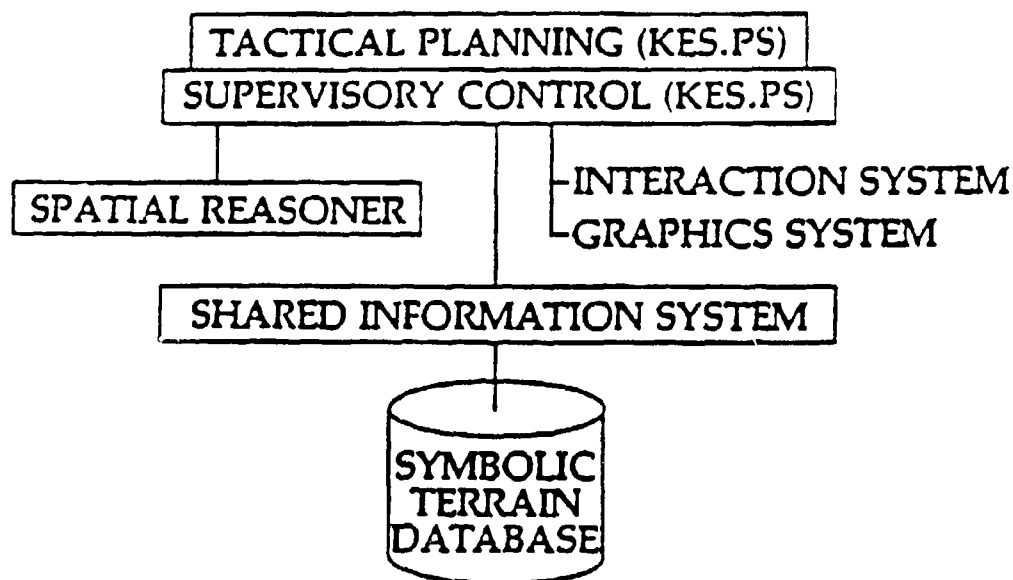 TACTICAL PLANNING (KES.PS)
SUPERVISORY CONTROL (KES.PS)
SPATIAL REASONER
INTERACTION SYSTEM
GRAPHICS SYSTEM
SHARED INFORMATION SYSTEM
SYMBOLIC
TERRAIN
DATABASE